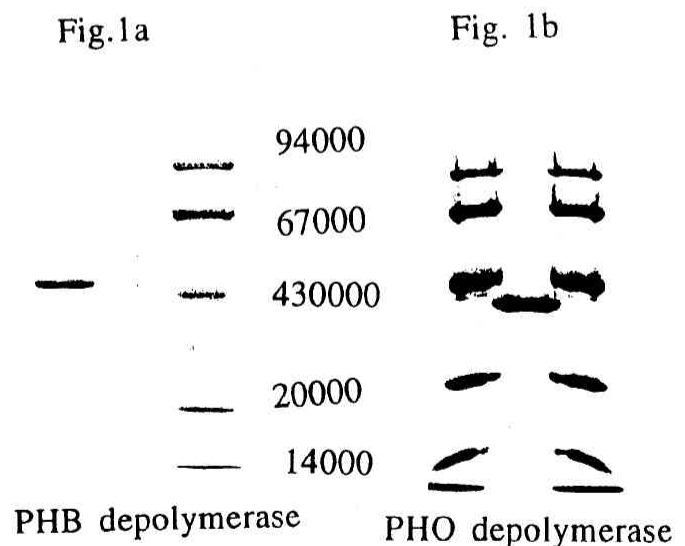 Fig.1a
Fig. 1b
94000
67000
430000
20000
14000
PHB depolymerase
PHO depolymerase